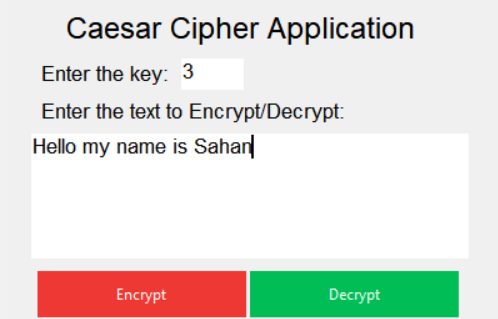 Caesar Cipher Application
Enter the key: 3
Enter the text to Encrypt/Decrypt:
Hello my name is Sahan
Encrypt Decrypt